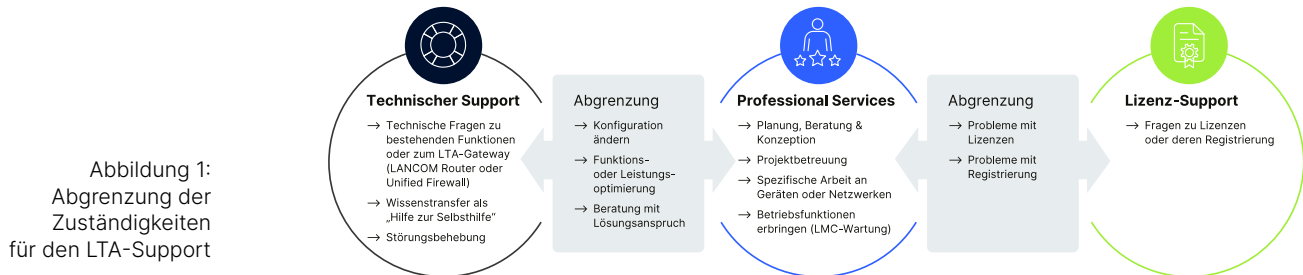 Abbildung 1:
Abgrenzung der
Zuständigkeiten
für den LTA-Support
Technischer Support
→ Technische Fragen zu
bestehenden Funktionen
oder zum LTA-Gateway
(LANCOM Router oder
Unified Firewall)
→ Wissenstransfer als
„Hilfe zur Selbsthilfe“
→ Störungsbehebung
Abgrenzung
→ Konfiguration
ändern
→ Funktions-
oder Leistungs-
optimierung
→ Beratung mit
Lösungsanspruch
Professional Services
→ Planung, Beratung &
Konzeption
→ Projektbetreuung
→ Spezifische Arbeit an
Geräten oder Netzwerken
→ Betriebsfunktionen
erbringen (LMC-Wartung)
Abgrenzung
→ Probleme mit
Lizenzen
→ Probleme mit
Registrierung
Lizenz-Support
→ Fragen zu Lizenzen
oder deren Registrierung